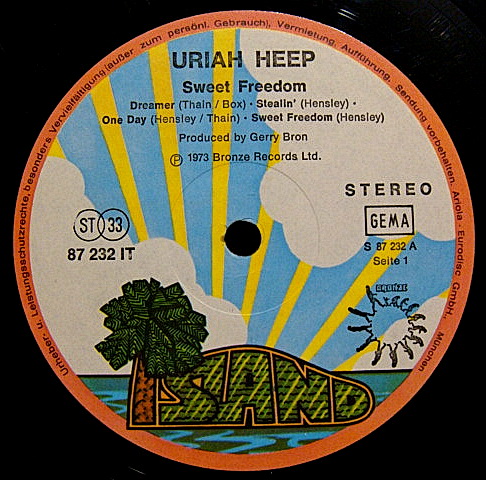 Urheber- u. Leistungsschutzrechte, besonders Vervielfältigung (außer zum persönl. Gebrauch), Vermietung, Aufführung, Sendung vorbehalten. Ariola - Eurodisc GmbH, München
URIAH HEEP
Sweet Freedom
Dreamer (Thain / Box) · Stealin' (Hensley) ·
One Day (Hensley / Thain) · Sweet Freedom (Hensley)
Produced by Gerry Bron
Ⓟ 1973 Bronze Records Ltd.
STEREO
ST 33
GEMA
87 232 IT
S 87 232 A
Seite 1
BRONZE
ISLAND